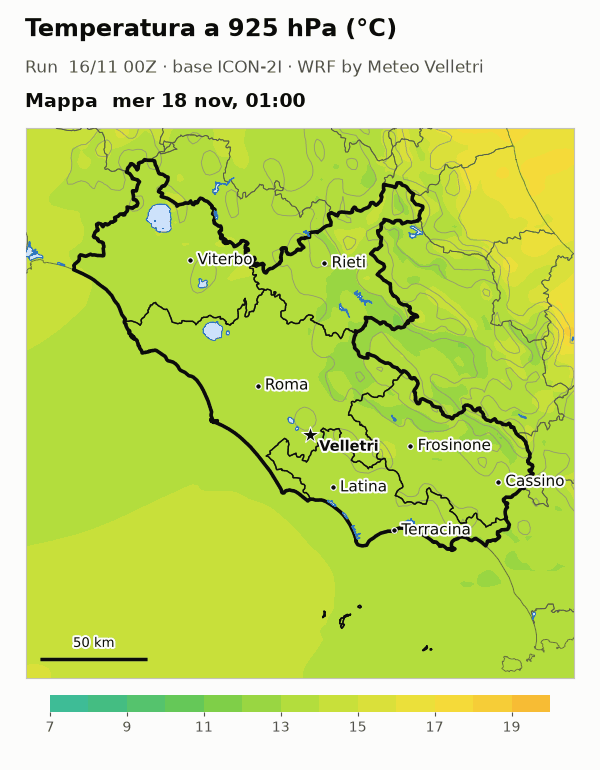 Temperatura a 925 hPa (°C)
Run  16/11 00Z · base ICON-2I · WRF by Meteo Velletri
Mappa  mer 18 nov, 01:00
Viterbo
Rieti
Roma
Velletri
Frosinone
Latina
Cassino
Terracina
50 km
7 9 11 13 15 17 19